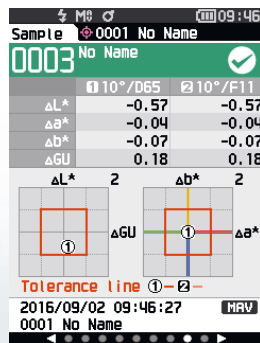 M⇧ ♂ 09:46
Sample 0001 No Name
0003 No Name
1 10°/D65 2 10°/F11
ΔL* -0.57 -0.57
Δa* -0.04 -0.04
Δb* -0.07 -0.07
ΔGU 0.18 0.18
ΔL* 2 Δb* 2
① ΔGU ① Δa*
Tolerance line ①- 2-
2016/09/02 09:46:27 MAV
0001 No Name